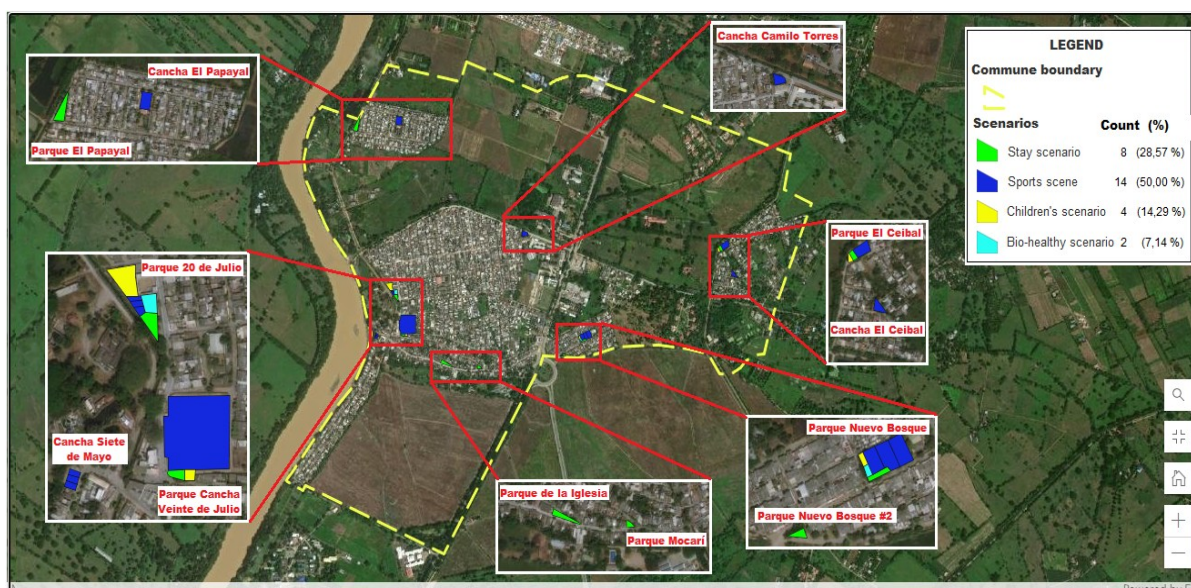 Cancha El Papayal
Parque El Papayal
Cancha Camilo Torres
LEGEND
Commune boundary
Scenarios Count (%)
Stay scenario 8 (28,57 %)
Sports scene 14 (50,00 %)
Children's scenario 4 (14,29 %)
Bio-healthy scenario 2 (7,14 %)
Parque El Ceibal
Cancha El Ceibal
Parque 20 de Julio
Cancha Siete
de Mayo
Parque Cancha
Veinte de Julio
Parque de la Iglesia
Parque Mocarí
Parque Nuevo Bosque
Parque Nuevo Bosque #2
Powered by